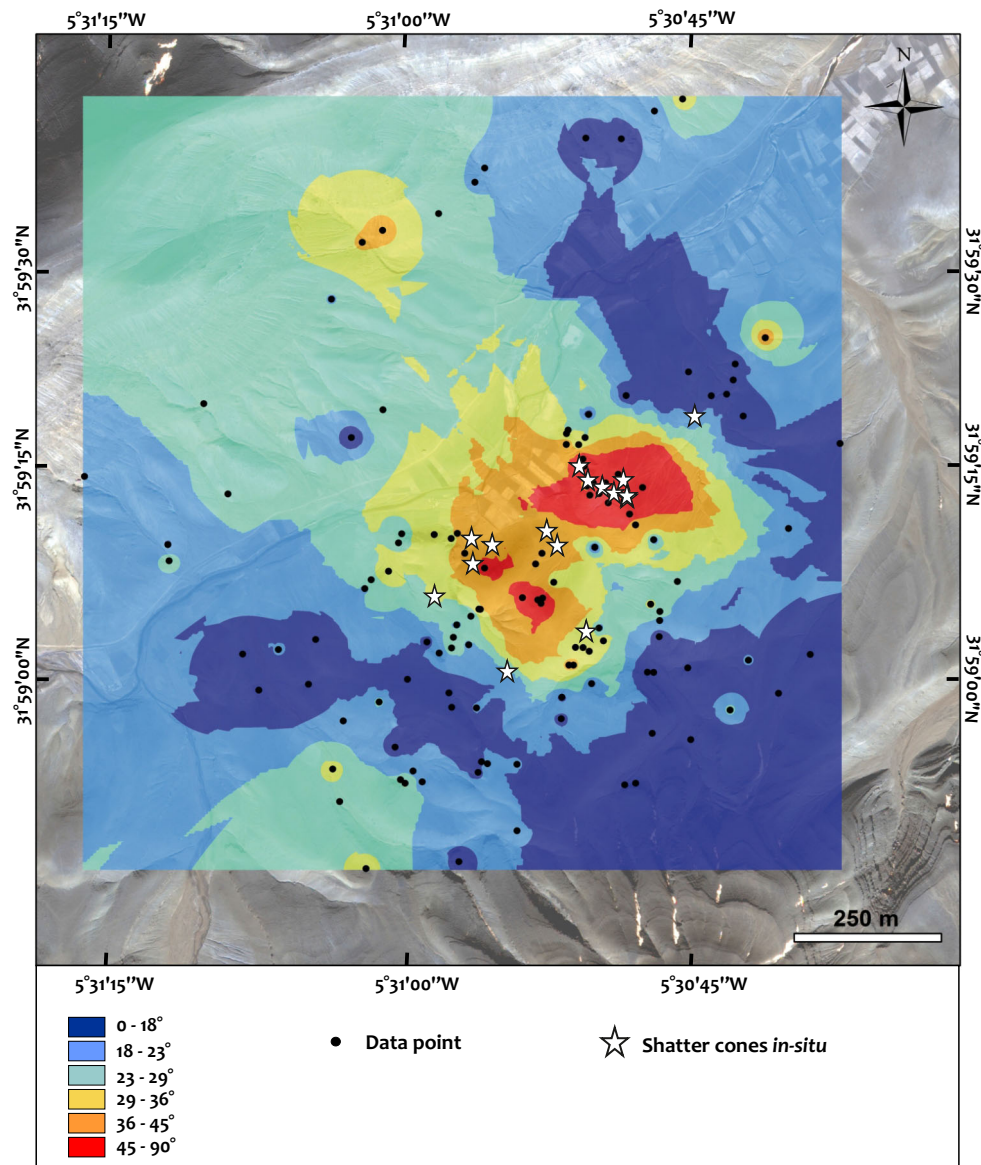 5°31'15''W 5°31'00''W 5°30'45''W
N
31°59'30''N 31°59'30''N
31°59'15''N 31°59'15''N
31°59'00''N 31°59'00''N
250 m
5°31'15''W 5°31'00''W 5°30'45''W
0 - 18°
18 - 23°
23 - 29°
29 - 36°
36 - 45°
45 - 90°
Data point
Shatter cones in-situ